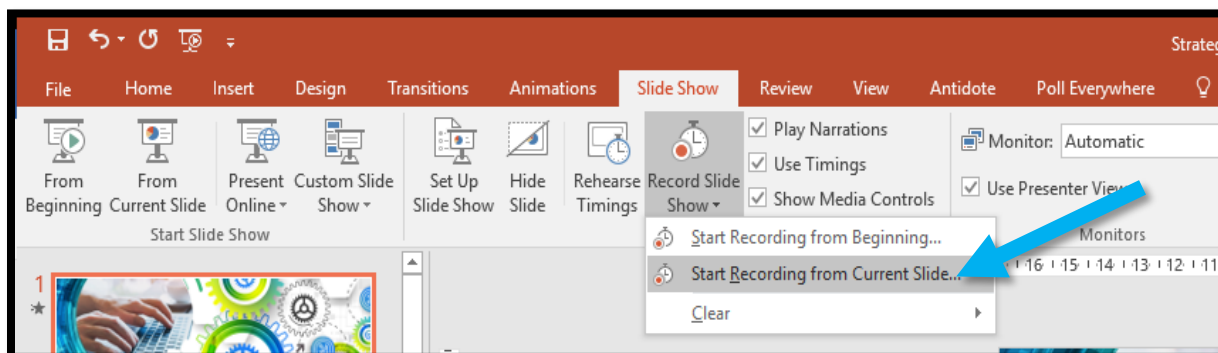 Strateg
File Home Insert Design Transitions Animations Slide Show Review View Antidote Poll Everywhere
From Beginning
From Current Slide
Present Online
Custom Slide Show
Start Slide Show
Set Up Slide Show
Hide Slide
Rehearse Timings
Record Slide Show
Play Narrations
Use Timings
Show Media Controls
Monitor: Automatic
Use Presenter View
Monitors
Start Recording from Beginning...
Start Recording from Current Slide...
Clear
16 15 14 13 12 11
1